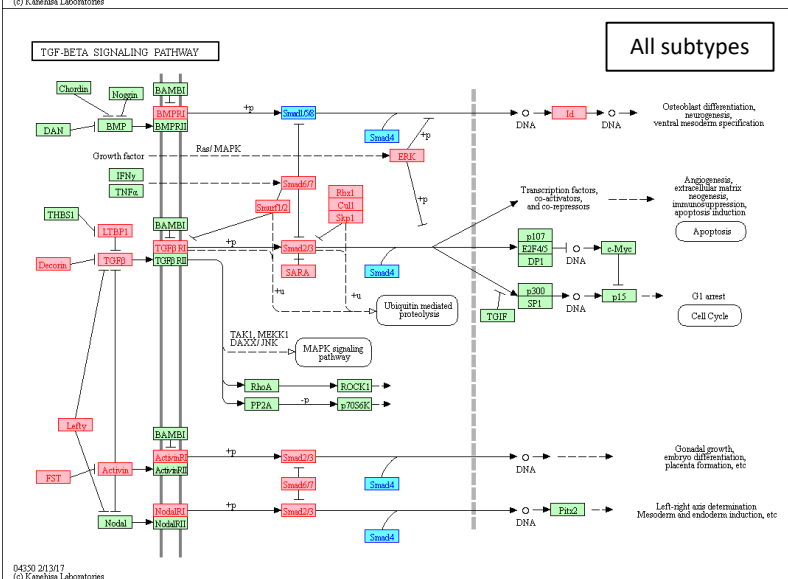 (c) Kanehisa Laboratories
TGF-BETA SIGNALING PATHWAY
All subtypes
Chordin
Noggin
BAMBI
DAN
BMP
BMPRI
BMPRII
+p
Smad1/5/8
Smad4
+p
DNA
Id
DNA
Osteoblast differentiation,
neurogenesis,
ventral mesoderm specification
Growth factor
Ras/ MAPK
ERK
IFNγ
TNFα
Smad6/7
+p
Rbx1
Cul1
Skp1
Smurf1/2
Transcription factors,
co-activators,
and co-repressors
Angiogenesis,
extracellular matrix
neogenesis,
immunosuppression,
apoptosis induction
Apoptosis
THBS1
LTBP1
BAMBI
Decorin
TGFβ
TGFβ RI
TGFβ RII
+p
Smad2/3
SARA
Smad4
p107
E2F4/5
DP1
DNA
c-Myc
+u
+u
Ubiquitin mediated
proteolysis
TGIF
p300
SP1
DNA
p15
G1 arrest
Cell Cycle
TAK1, MEKK1
DAXX/ JNK
MAPK signaling
pathway
RhoA
ROCK1
PP2A
-p
p70S6K
Lefty
BAMBI
FST
Activin
ActivinRI
ActivinRII
+p
Smad2/3
Smad6/7
Smad4
DNA
Gonadal growth,
embryo differentiation,
placenta formation, etc
Nodal
NodalRI
NodalRII
+p
Smad2/3
Smad4
DNA
Pitx2
Left-right axis determination
Mesoderm and endoderm induction, etc
04350 2/13/17
(c) Kanehisa Laboratories